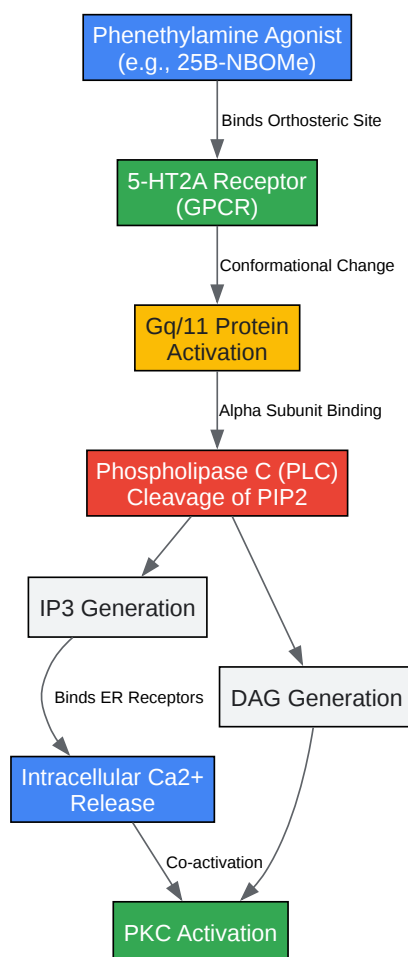 Phenethylamine Agonist
(e.g., 25B-NBOMe)
Binds Orthosteric Site
5-HT2A Receptor
(GPCR)
Conformational Change
Gq/11 Protein
Activation
Alpha Subunit Binding
Phospholipase C (PLC)
Cleavage of PIP2
IP3 Generation
DAG Generation
Binds ER Receptors
Intracellular Ca2+
Release
Co-activation
PKC Activation